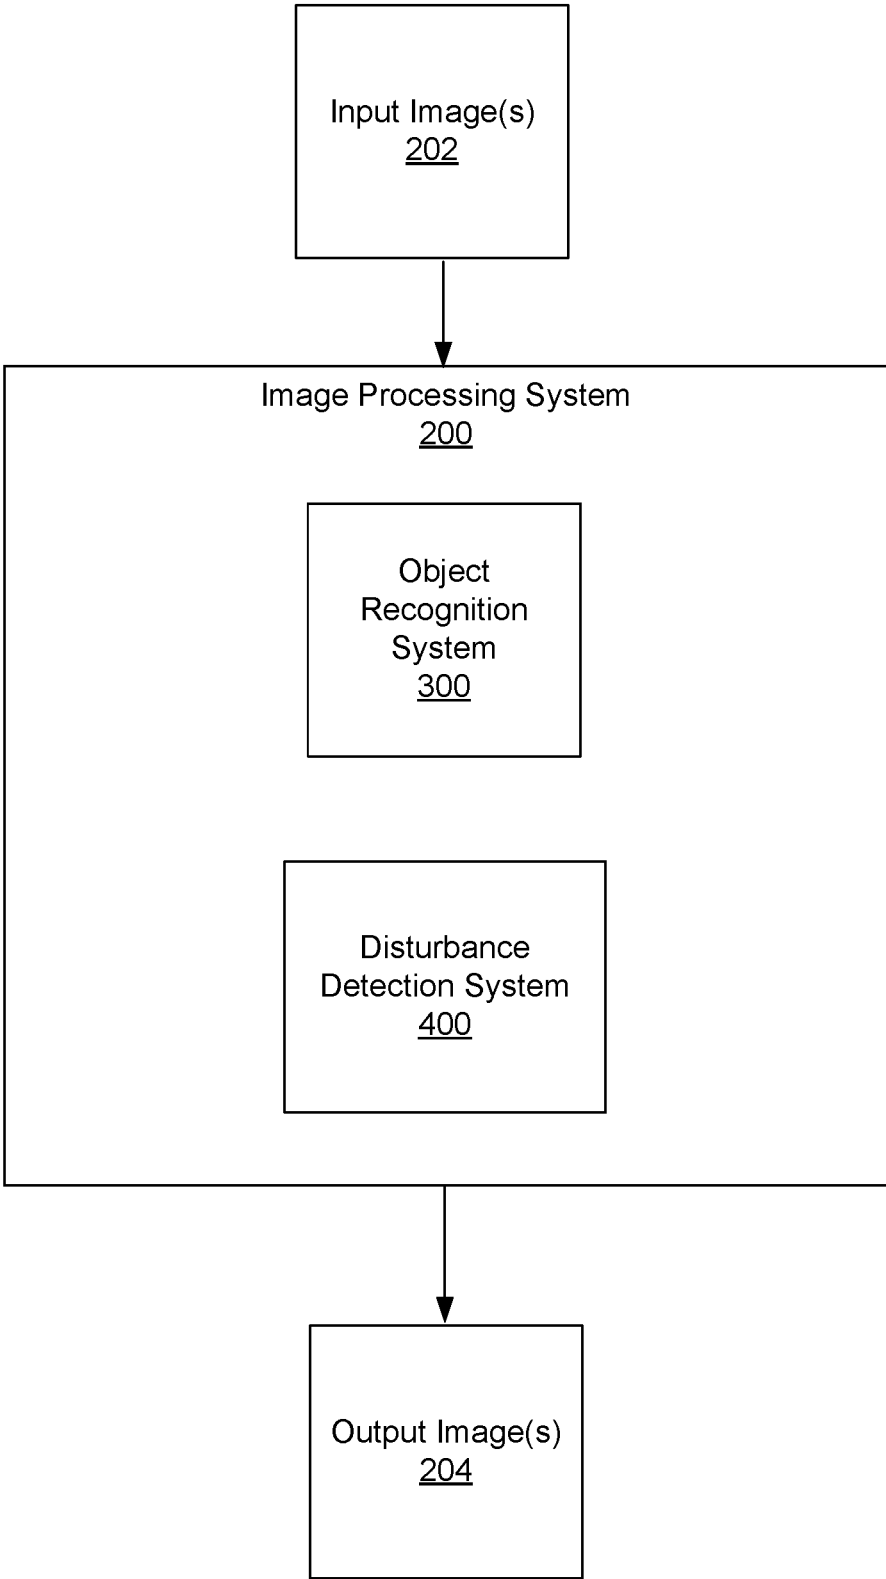 Input Image(s)
202
Image Processing System
200
Object
Recognition
System
300
Disturbance
Detection System
400
Output Image(s)
204